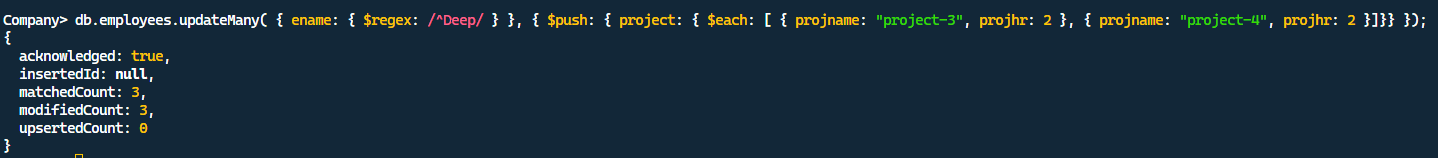 Company> db.employees.updateMany( { ename: { $regex: /^Deep/ } }, { $push: { project: { $each: [ { projname: "project-3", projhr: 2 }, { projname: "project-4", projhr: 2 }]}} });
{
  acknowledged: true,
  insertedId: null,
  matchedCount: 3,
  modifiedCount: 3,
  upsertedCount: 0
}